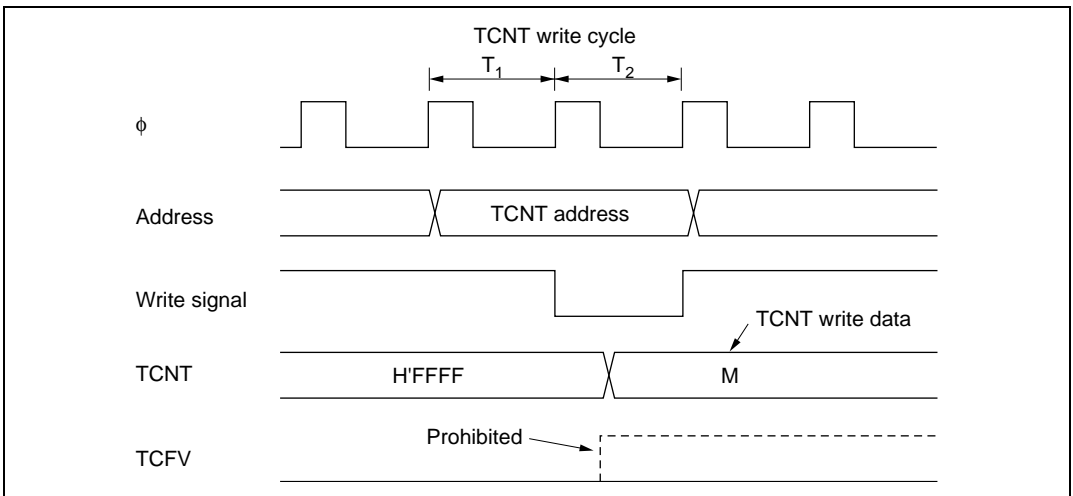 TCNT write cycle
T1 T2
ϕ
Address TCNT address
Write signal
TCNT write data
TCNT H'FFFF M
Prohibited
TCFV